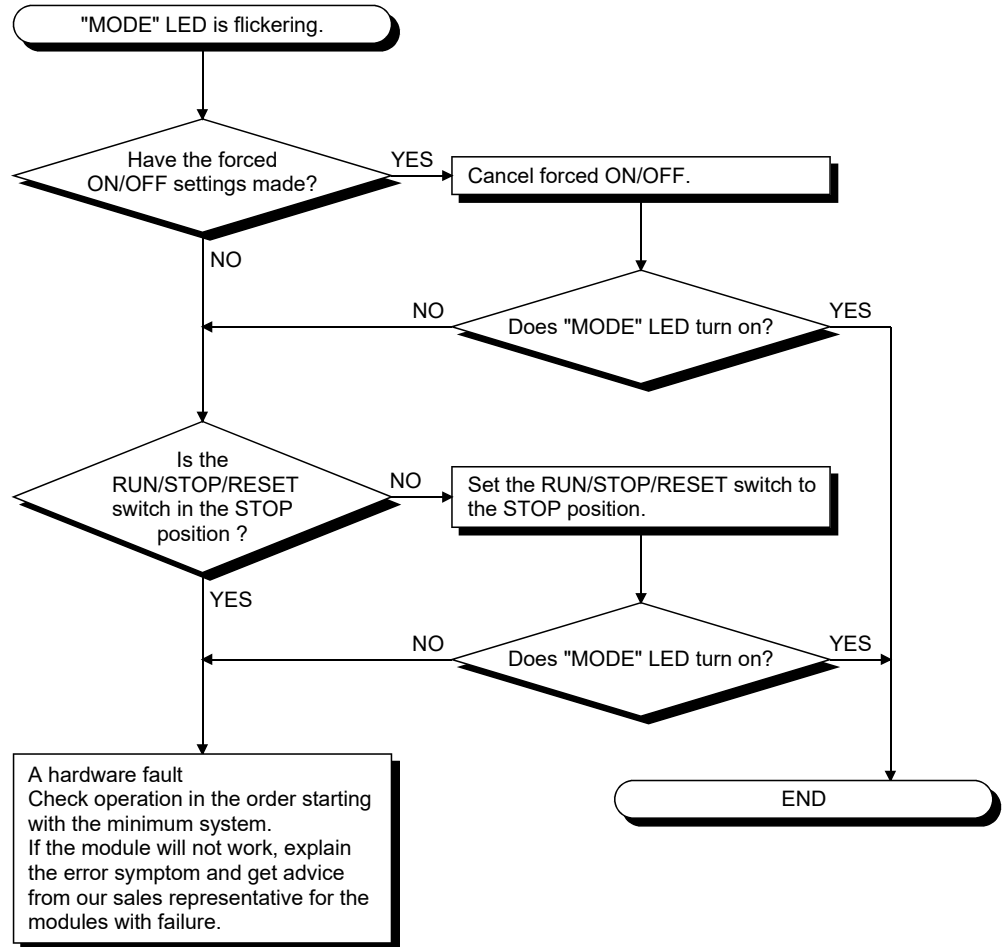 "MODE" LED is flickering.
Have the forced
ON/OFF settings made?
YES
Cancel forced ON/OFF.
NO
NO
Does "MODE" LED turn on?
YES
Is the
RUN/STOP/RESET
switch in the STOP
position ?
NO
Set the RUN/STOP/RESET switch to
the STOP position.
YES
NO
Does "MODE" LED turn on?
YES
A hardware fault
Check operation in the order starting
with the minimum system.
If the module will not work, explain
the error symptom and get advice
from our sales representative for the
modules with failure.
END